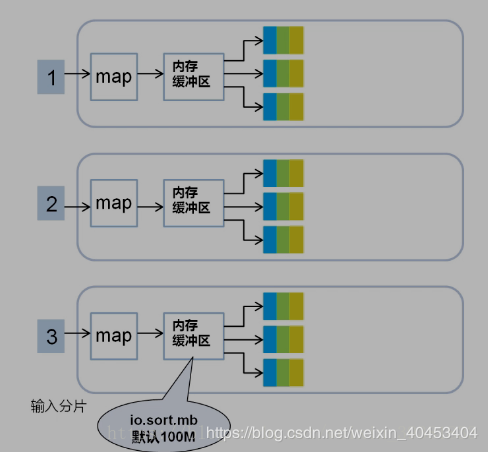 1
map
内存
缓冲区
2
map
内存
缓冲区
3
map
内存
缓冲区
输入分片
io.sort.mb
默认100M
https://blog.csdn.net/weixin_40453404